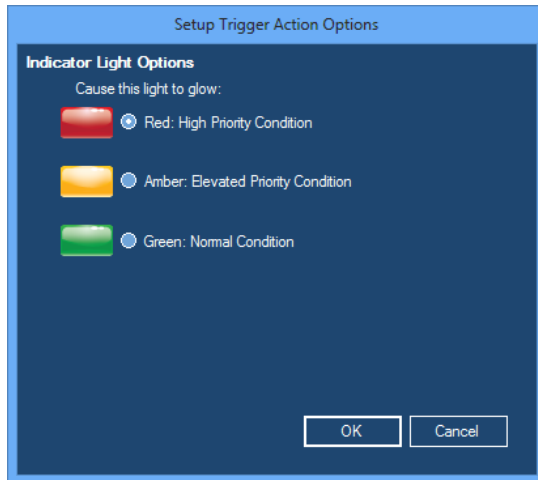 Setup Trigger Action Options
Indicator Light Options
Cause this light to glow:
Red: High Priority Condition
Amber: Elevated Priority Condition
Green: Normal Condition
OK Cancel